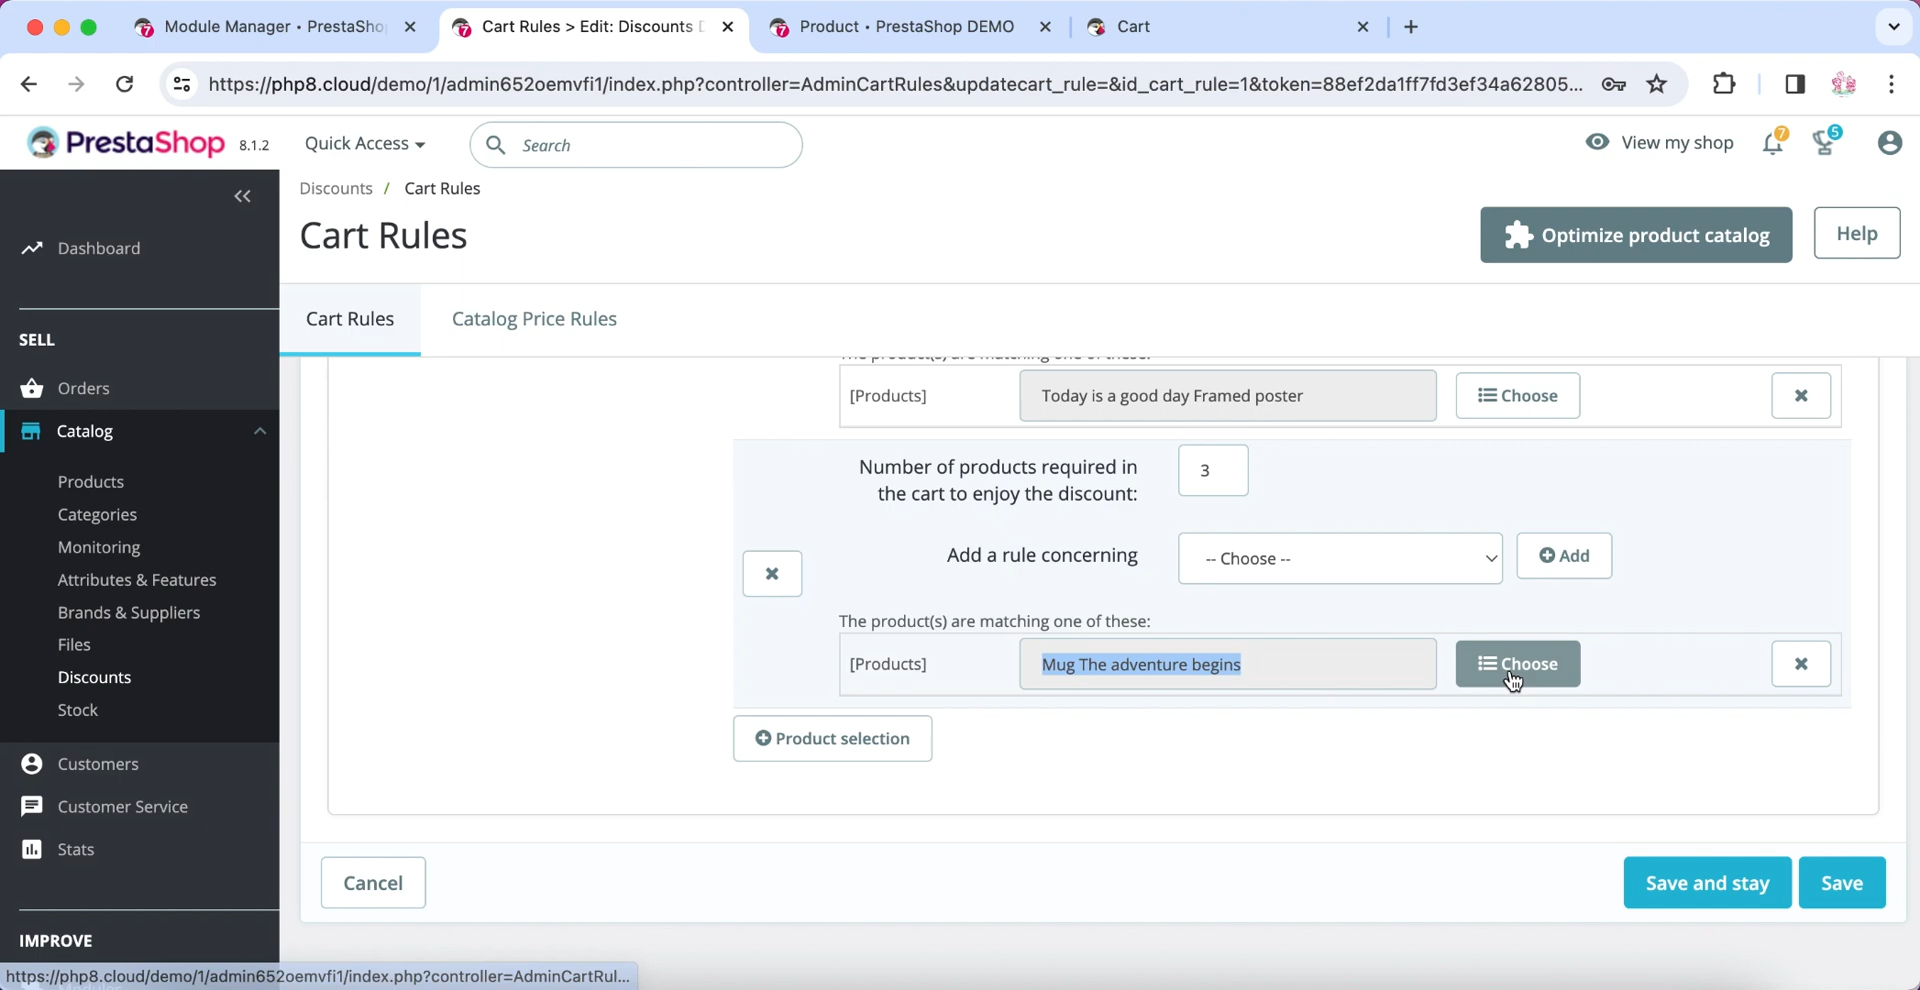 Module Manager • PrestaSho
Cart Rules > Edit: Discounts
Product • PrestaShop DEMO
Cart
https://php8.cloud/demo/1/admin652oemvfi1/index.php?controller=AdminCartRules&updatecart_rule=&id_cart_rule=1&token=88ef2da1ff7fd3ef34a62805...
PrestaShop 8.1.2
Quick Access
Search
View my shop
7
5
Discounts / Cart Rules
Cart Rules
Optimize product catalog
Help
Cart Rules
Catalog Price Rules
Dashboard
SELL
Orders
Catalog
Products
Categories
Monitoring
Attributes & Features
Brands & Suppliers
Files
Discounts
Stock
Customers
Customer Service
Stats
IMPROVE
The product(s) are matching one of these:
[Products]
Today is a good day Framed poster
Choose
Number of products required in
the cart to enjoy the discount:
3
Add a rule concerning
-- Choose --
Add
The product(s) are matching one of these:
[Products]
Mug The adventure begins
Choose
Product selection
Cancel
Save and stay
Save
https://php8.cloud/demo/1/admin652oemvfi1/index.php?controller=AdminCartRul...